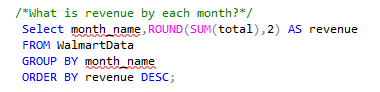 /*What is revenue by each month?*/
Select month_name,ROUND(SUM(total),2) AS revenue
FROM WalmartData
GROUP BY month_name
ORDER BY revenue DESC;